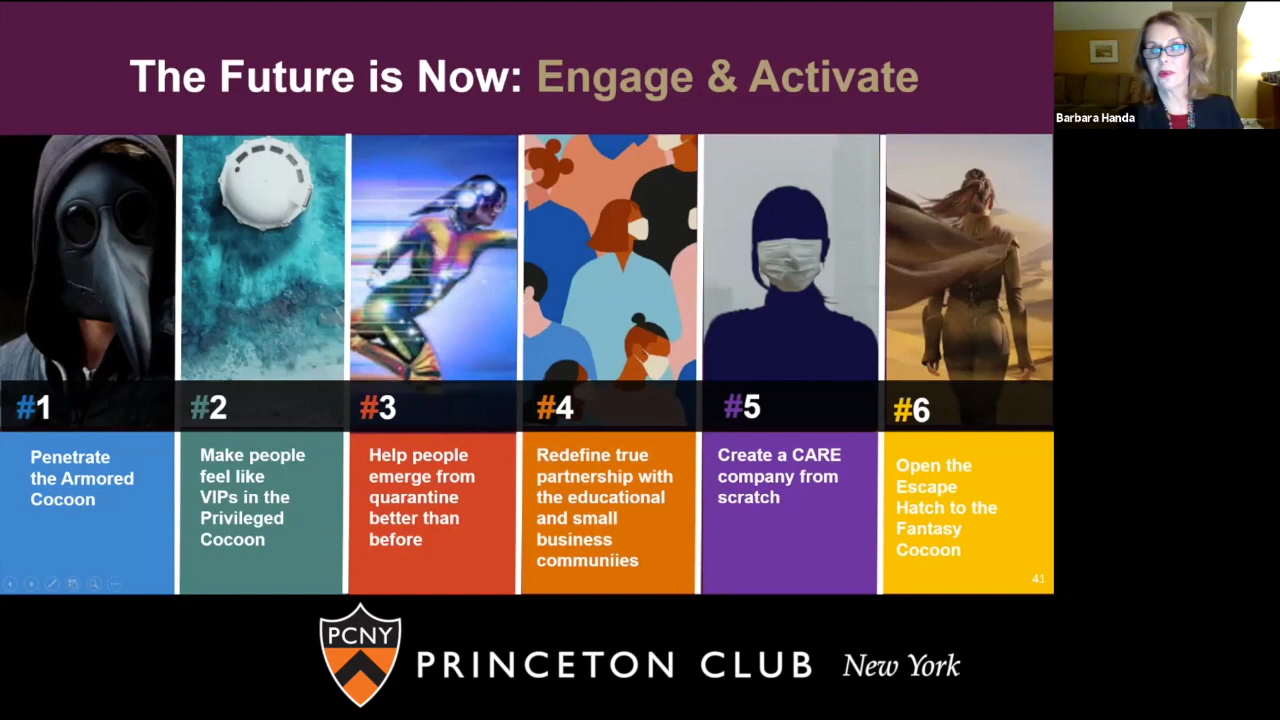 The Future is Now: Engage & Activate
Barbara Handa
#1
Penetrate
the Armored
Cocoon
#2
Make people
feel like
VIPs in the
Privileged
Cocoon
#3
Help people
emerge from
quarantine
better than
before
#4
Redefine true
partnership with
the educational
and small
business
communiies
#5
Create a CARE
company from
scratch
#6
Open the
Escape
Hatch to the
Fantasy
Cocoon
41
PCNY
PRINCETON CLUB New York